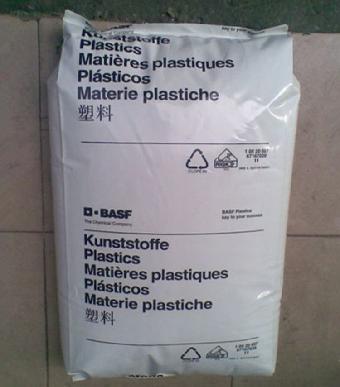 Kunststoffe
Plastics
Matières plastiques
Plásticos
Materie plastiche
塑料
BASF
The Chemical Company
BASF Plastics
key to your success
Kunststoffe
Plastics
Matières plastiques
Plásticos
Materie plastiche
塑料